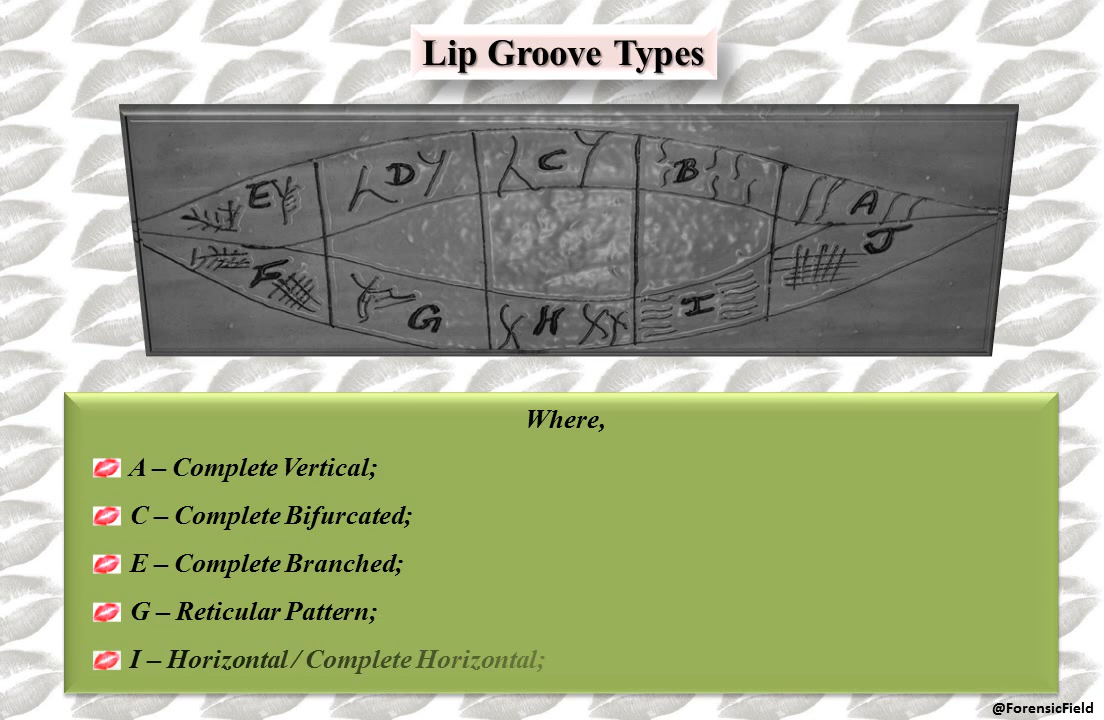 Lip Groove Types
E D C B A
F G H I J
Where,
A – Complete Vertical;
C – Complete Bifurcated;
E – Complete Branched;
G – Reticular Pattern;
I – Horizontal / Complete Horizontal;
@ForensicField